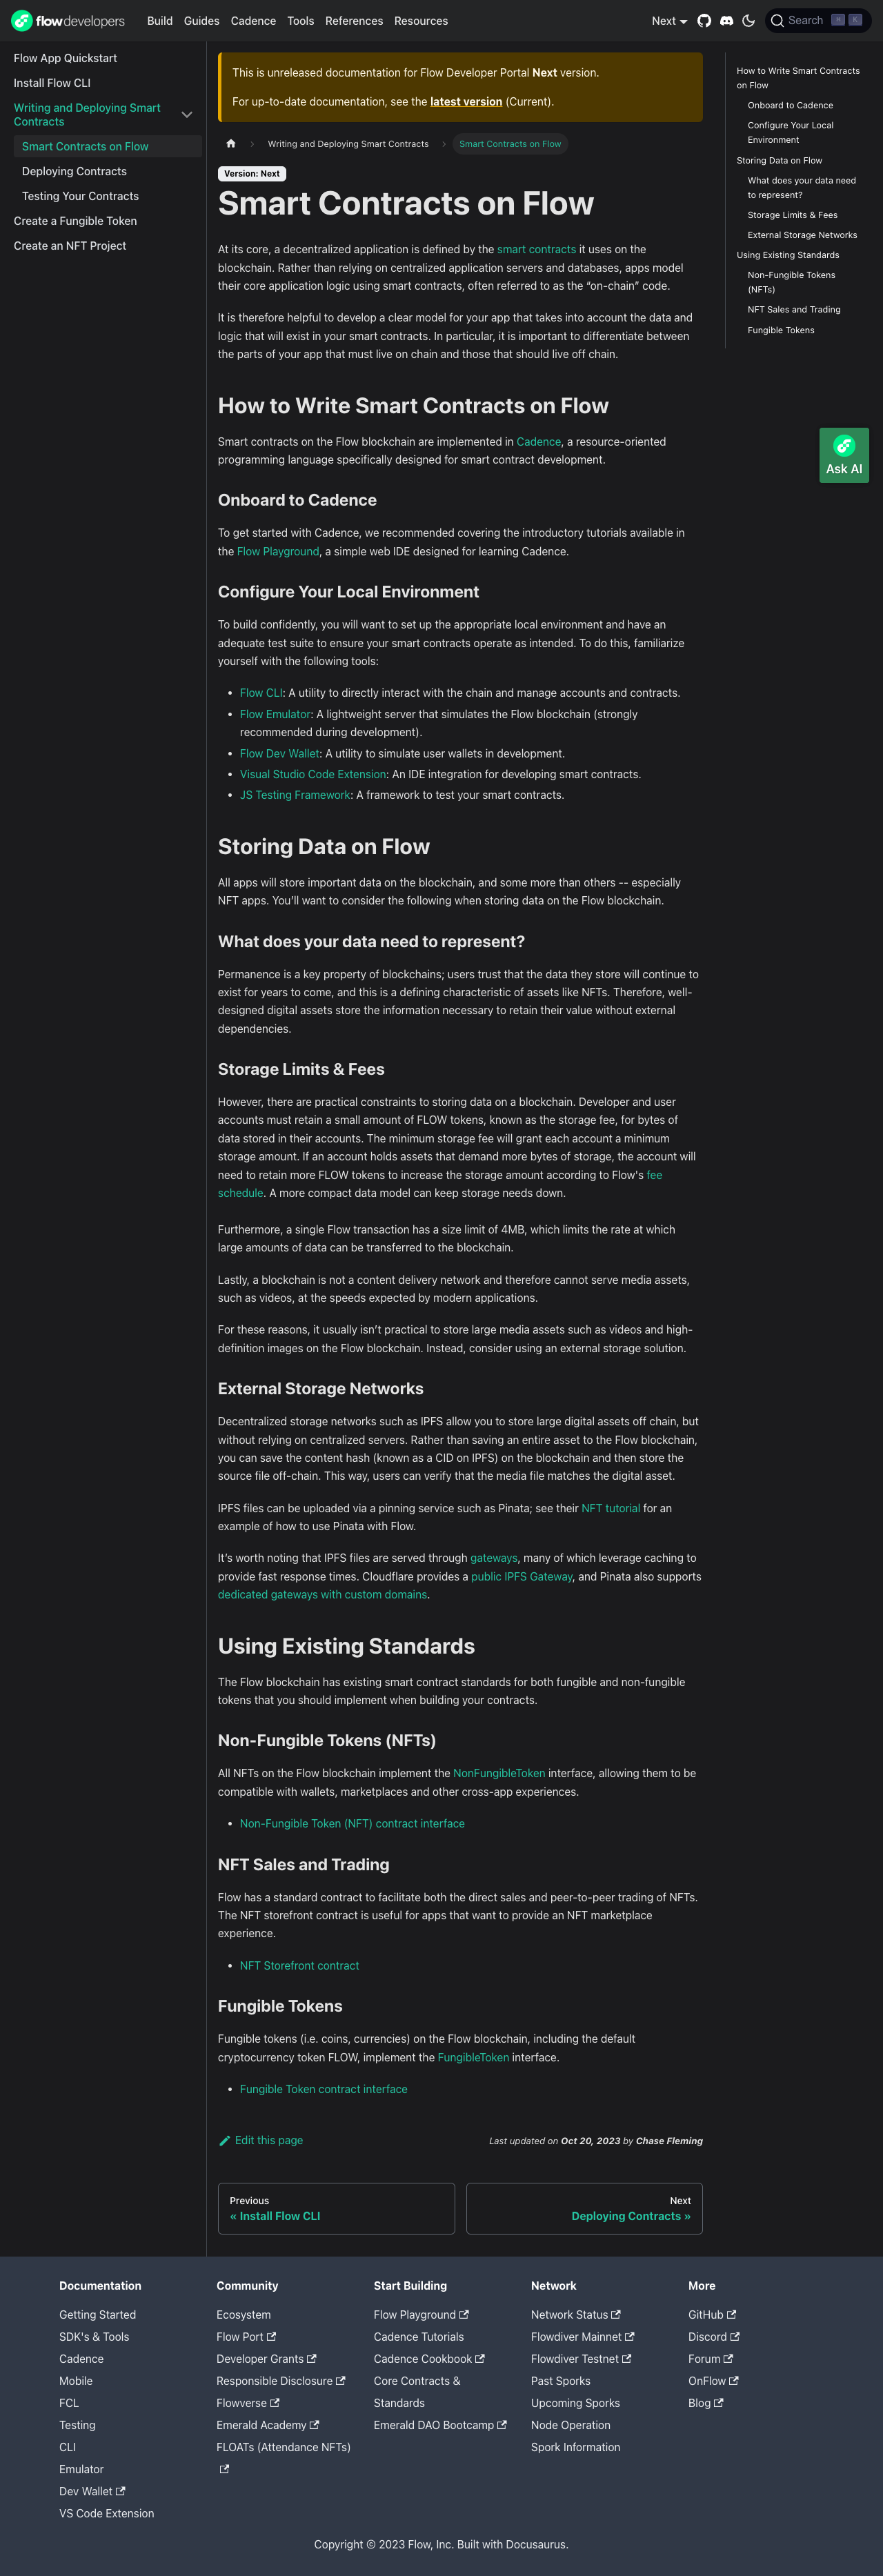 flowdevelopers
Build Guides Cadence Tools References Resources
Next
Search
K
Flow App Quickstart
Install Flow CLI
Writing and Deploying Smart
Contracts
Smart Contracts on Flow
Deploying Contracts
Testing Your Contracts
Create a Fungible Token
Create an NFT Project
This is unreleased documentation for Flow Developer Portal Next version.
For up-to-date documentation, see the latest version (Current).
Writing and Deploying Smart Contracts
Smart Contracts on Flow
Version: Next
Smart Contracts on Flow
At its core, a decentralized application is defined by the smart contracts it uses on the
blockchain. Rather than relying on centralized application servers and databases, apps model
their core application logic using smart contracts, often referred to as the “on-chain” code.
It is therefore helpful to develop a clear model for your app that takes into account the data and
logic that will exist in your smart contracts. In particular, it is important to differentiate between
the parts of your app that must live on chain and those that should live off chain.
How to Write Smart Contracts on Flow
Smart contracts on the Flow blockchain are implemented in Cadence, a resource-oriented
programming language specifically designed for smart contract development.
Onboard to Cadence
To get started with Cadence, we recommended covering the introductory tutorials available in
the Flow Playground, a simple web IDE designed for learning Cadence.
Configure Your Local Environment
To build confidently, you will want to set up the appropriate local environment and have an
adequate test suite to ensure your smart contracts operate as intended. To do this, familiarize
yourself with the following tools:
• Flow CLI: A utility to directly interact with the chain and manage accounts and contracts.
• Flow Emulator: A lightweight server that simulates the Flow blockchain (strongly
recommended during development).
• Flow Dev Wallet: A utility to simulate user wallets in development.
• Visual Studio Code Extension: An IDE integration for developing smart contracts.
• JS Testing Framework: A framework to test your smart contracts.
Storing Data on Flow
All apps will store important data on the blockchain, and some more than others -- especially
NFT apps. You’ll want to consider the following when storing data on the Flow blockchain.
What does your data need to represent?
Permanence is a key property of blockchains; users trust that the data they store will continue to
exist for years to come, and this is a defining characteristic of assets like NFTs. Therefore, well-
designed digital assets store the information necessary to retain their value without external
dependencies.
Storage Limits & Fees
However, there are practical constraints to storing data on a blockchain. Developer and user
accounts must retain a small amount of FLOW tokens, known as the storage fee, for bytes of
data stored in their accounts. The minimum storage fee will grant each account a minimum
storage amount. If an account holds assets that demand more bytes of storage, the account will
need to retain more FLOW tokens to increase the storage amount according to Flow's fee
schedule. A more compact data model can keep storage needs down.
Furthermore, a single Flow transaction has a size limit of 4MB, which limits the rate at which
large amounts of data can be transferred to the blockchain.
Lastly, a blockchain is not a content delivery network and therefore cannot serve media assets,
such as videos, at the speeds expected by modern applications.
For these reasons, it usually isn’t practical to store large media assets such as videos and high-
definition images on the Flow blockchain. Instead, consider using an external storage solution.
External Storage Networks
Decentralized storage networks such as IPFS allow you to store large digital assets off chain, but
without relying on centralized servers. Rather than saving an entire asset to the Flow blockchain,
you can save the content hash (known as a CID on IPFS) on the blockchain and then store the
source file off-chain. This way, users can verify that the media file matches the digital asset.
IPFS files can be uploaded via a pinning service such as Pinata; see their NFT tutorial for an
example of how to use Pinata with Flow.
It’s worth noting that IPFS files are served through gateways, many of which leverage caching to
provide fast response times. Cloudflare provides a public IPFS Gateway, and Pinata also supports
dedicated gateways with custom domains.
Using Existing Standards
The Flow blockchain has existing smart contract standards for both fungible and non-fungible
tokens that you should implement when building your contracts.
Non-Fungible Tokens (NFTs)
All NFTs on the Flow blockchain implement the NonFungibleToken interface, allowing them to be
compatible with wallets, marketplaces and other cross-app experiences.
• Non-Fungible Token (NFT) contract interface
NFT Sales and Trading
Flow has a standard contract to facilitate both the direct sales and peer-to-peer trading of NFTs.
The NFT storefront contract is useful for apps that want to provide an NFT marketplace
experience.
• NFT Storefront contract
Fungible Tokens
Fungible tokens (i.e. coins, currencies) on the Flow blockchain, including the default
cryptocurrency token FLOW, implement the FungibleToken interface.
• Fungible Token contract interface
Edit this page
Last updated on Oct 20, 2023 by Chase Fleming
Previous
« Install Flow CLI
Next
Deploying Contracts »
How to Write Smart Contracts
on Flow
Onboard to Cadence
Configure Your Local
Environment
Storing Data on Flow
What does your data need
to represent?
Storage Limits & Fees
External Storage Networks
Using Existing Standards
Non-Fungible Tokens
(NFTs)
NFT Sales and Trading
Fungible Tokens
Ask AI
Documentation
Getting Started
SDK's & Tools
Cadence
Mobile
FCL
Testing
CLI
Emulator
Dev Wallet
VS Code Extension
Community
Ecosystem
Flow Port
Developer Grants
Responsible Disclosure
Flowverse
Emerald Academy
FLOATs (Attendance NFTs)
Start Building
Flow Playground
Cadence Tutorials
Cadence Cookbook
Core Contracts &
Standards
Emerald DAO Bootcamp
Network
Network Status
Flowdiver Mainnet
Flowdiver Testnet
Past Sporks
Upcoming Sporks
Node Operation
Spork Information
More
GitHub
Discord
Forum
OnFlow
Blog
Copyright © 2023 Flow, Inc. Built with Docusaurus.